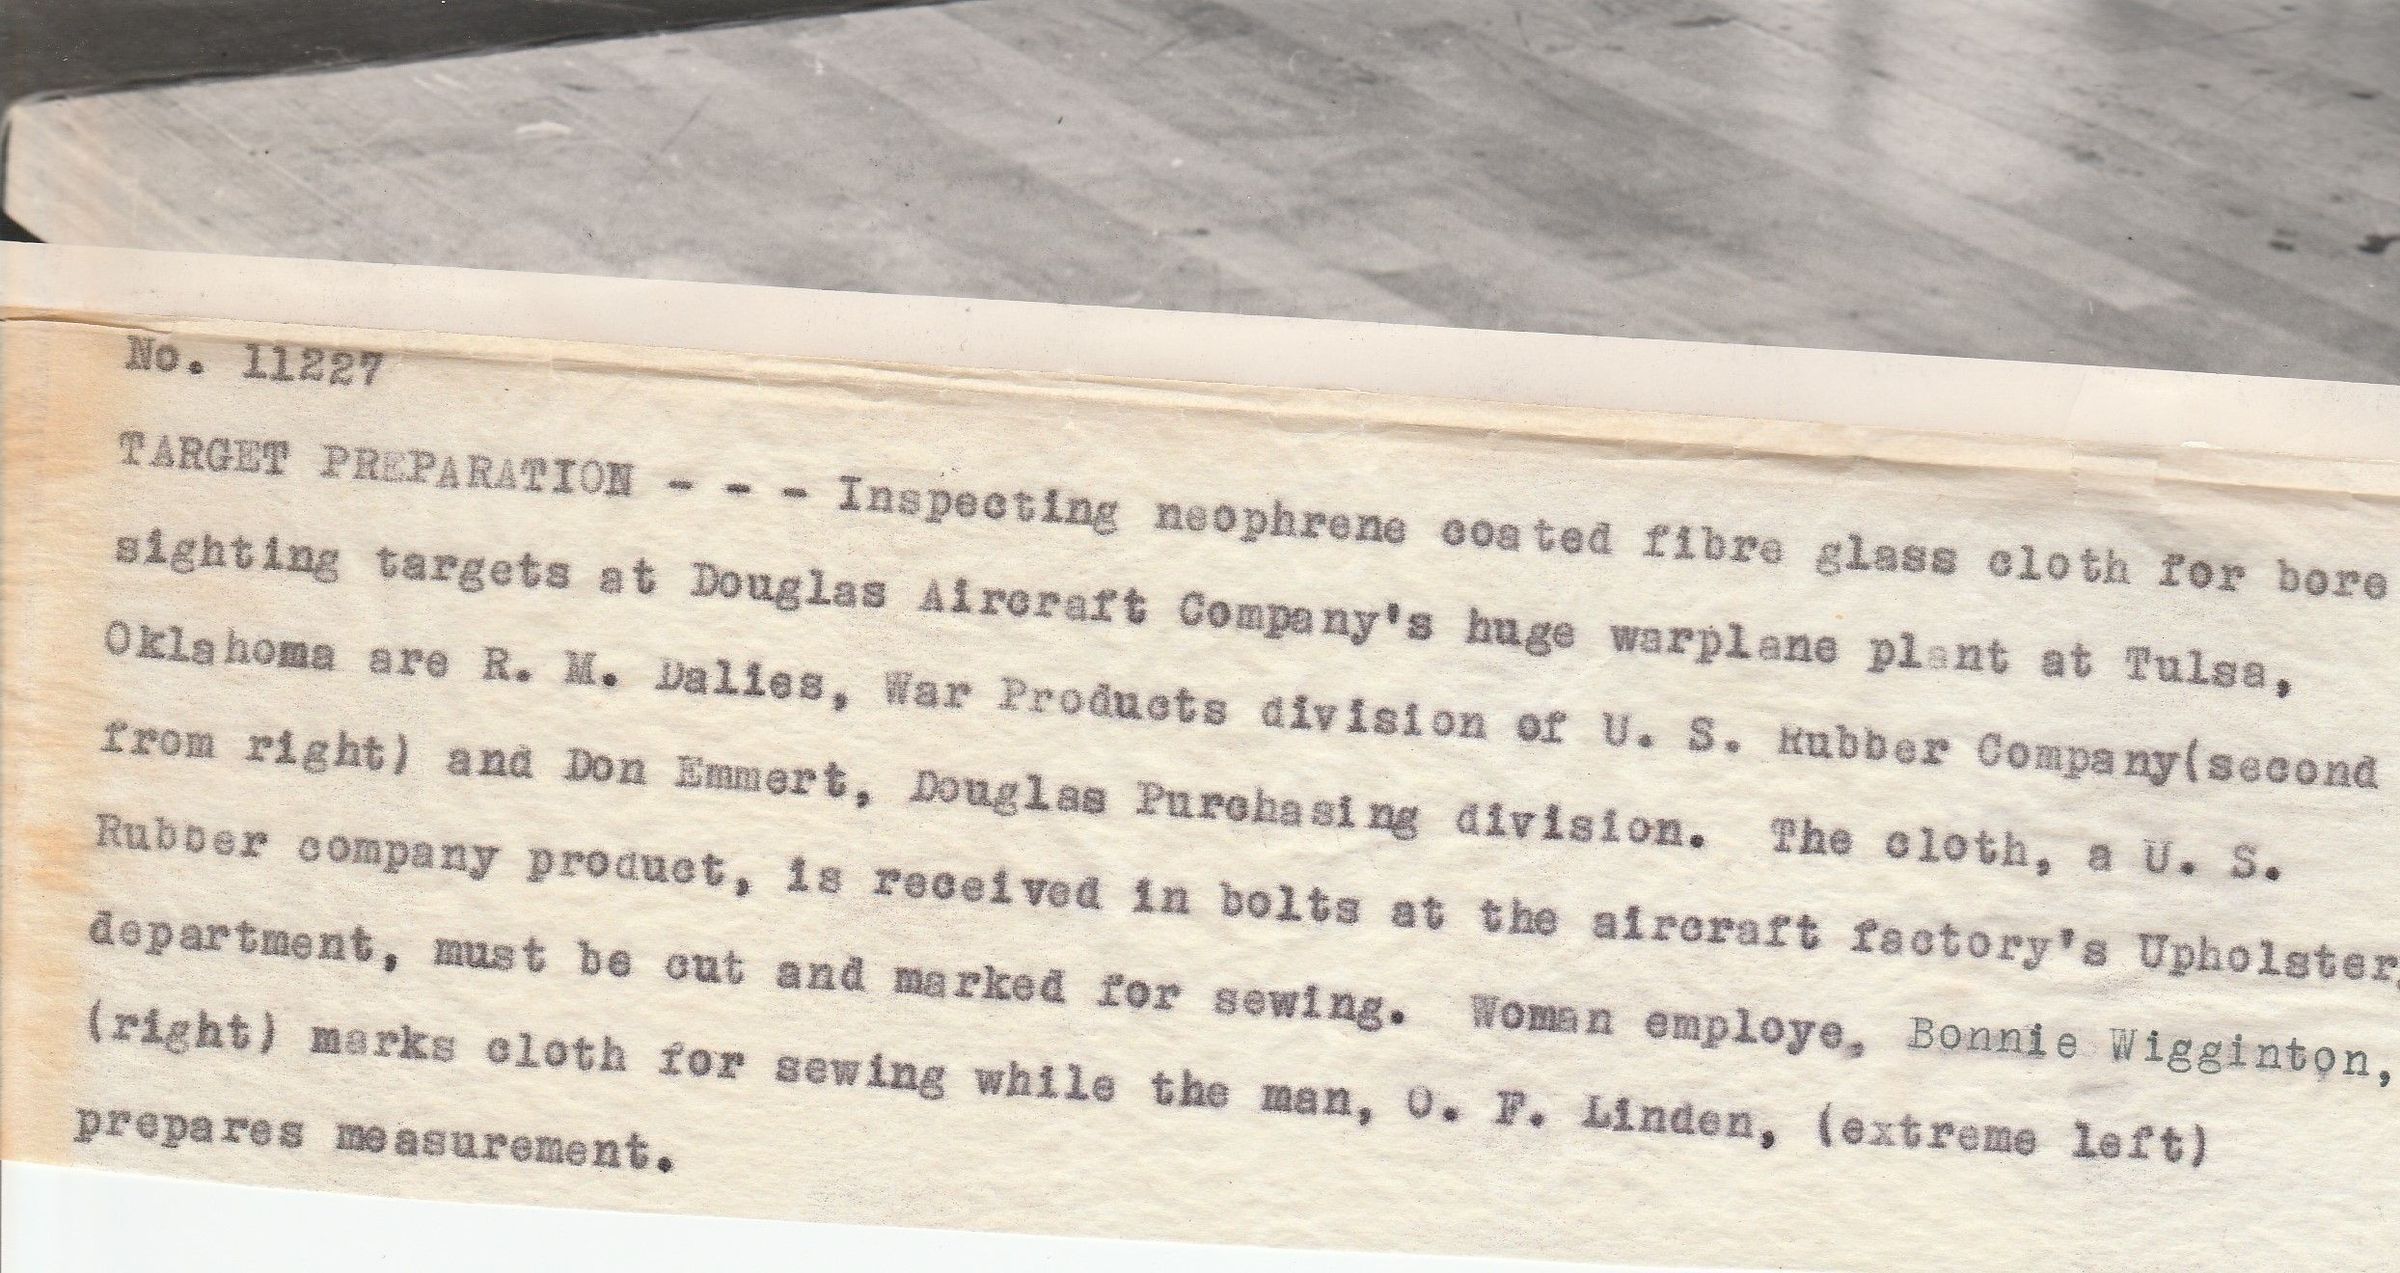 No. 11227
TARGET PREPARATION - - - Inspecting neophrene coated fibre glass cloth for bore
sighting targets at Douglas Aircraft Company's huge warplane plant at Tulsa,
Oklahoma are R. M. Dalies, War Products division of U. S. Rubber Company(second
from right) and Don Emmert, Douglas Purchasing division.  The cloth, a U. S.
Rubber company product, is received in bolts at the aircraft factory's Upholster
department, must be cut and marked for sewing.  Woman employe, Bonnie Wigginton,
(right) marks cloth for sewing while the man, O. F. Linden, (extreme left)
prepares measurement.